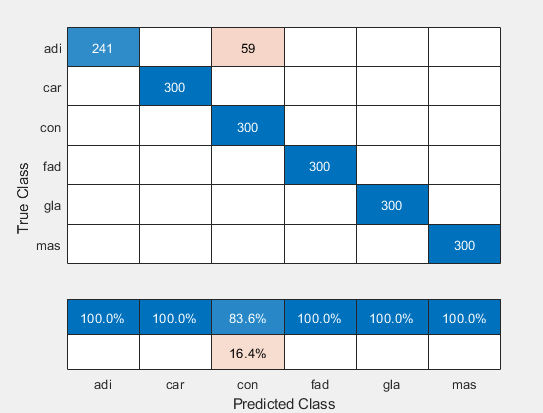 adi 241 59
car 300
con 300
fad 300
gla 300
mas 300
True Class
100.0% 100.0% 83.6% 100.0% 100.0% 100.0%
16.4%
adi car con fad gla mas
Predicted Class